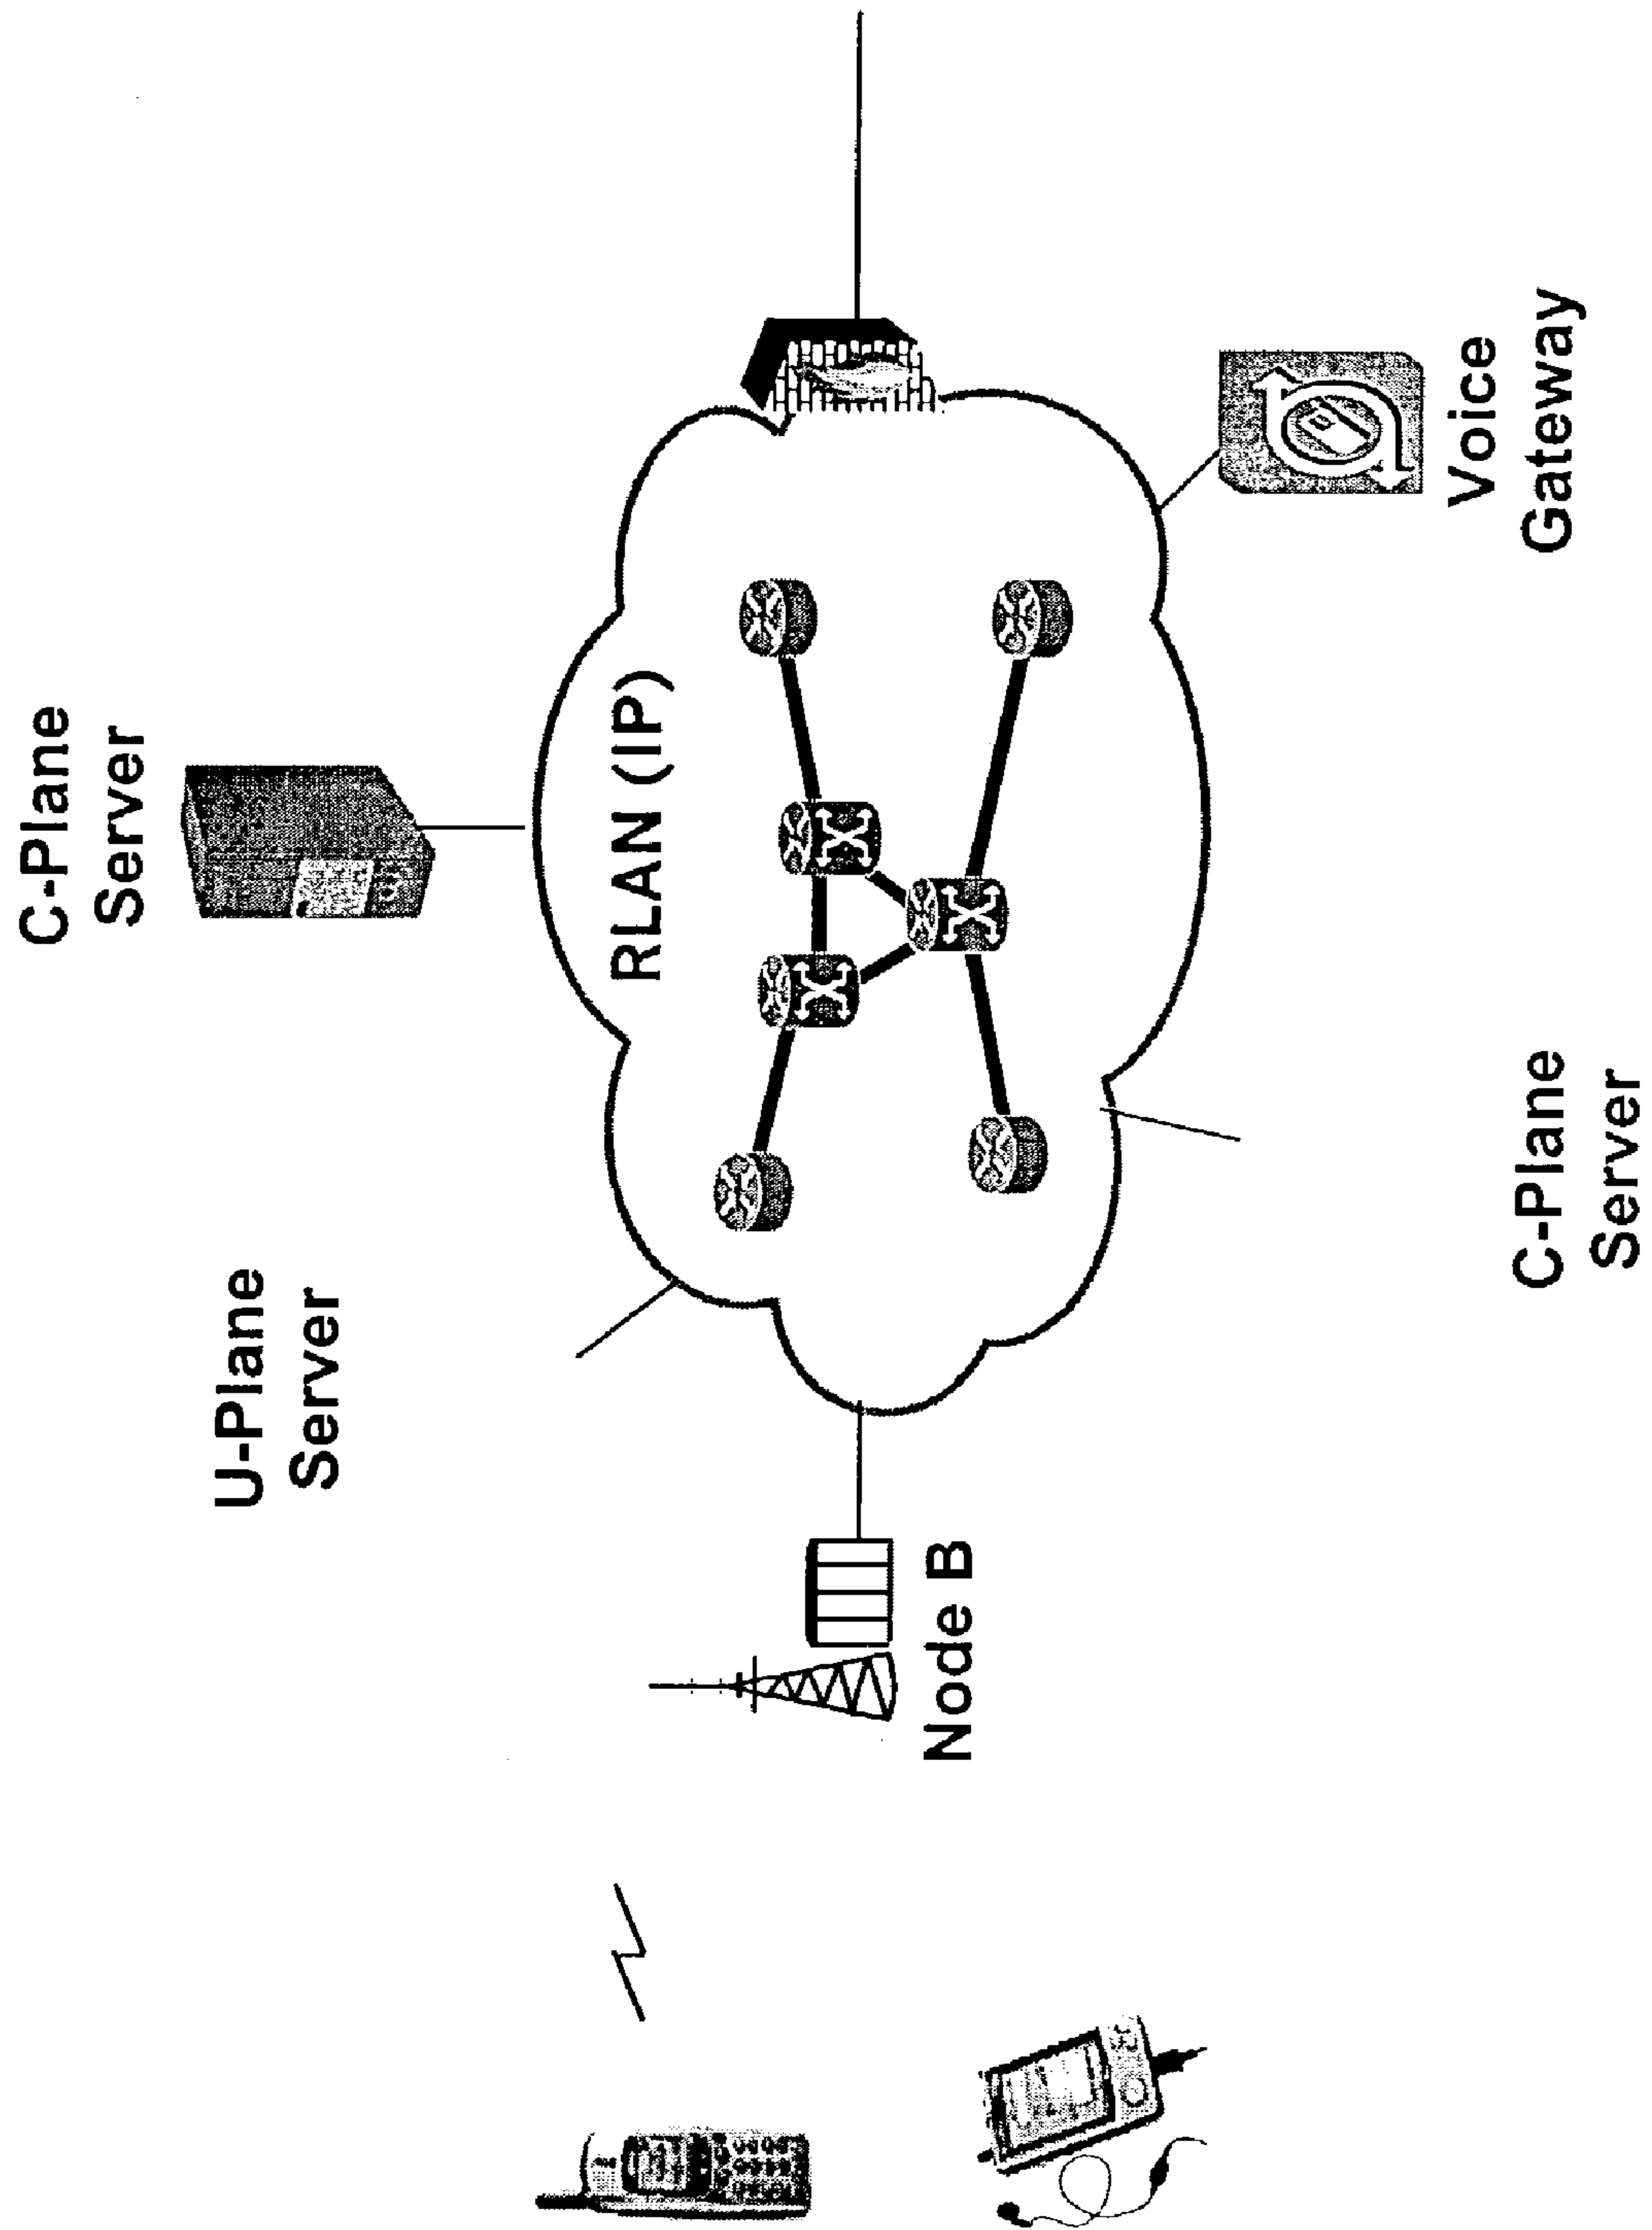 C-Plane
Server
U-Plane
Server
RLAN (IP)
Node B
Voice
Gateway
C-Plane
Server